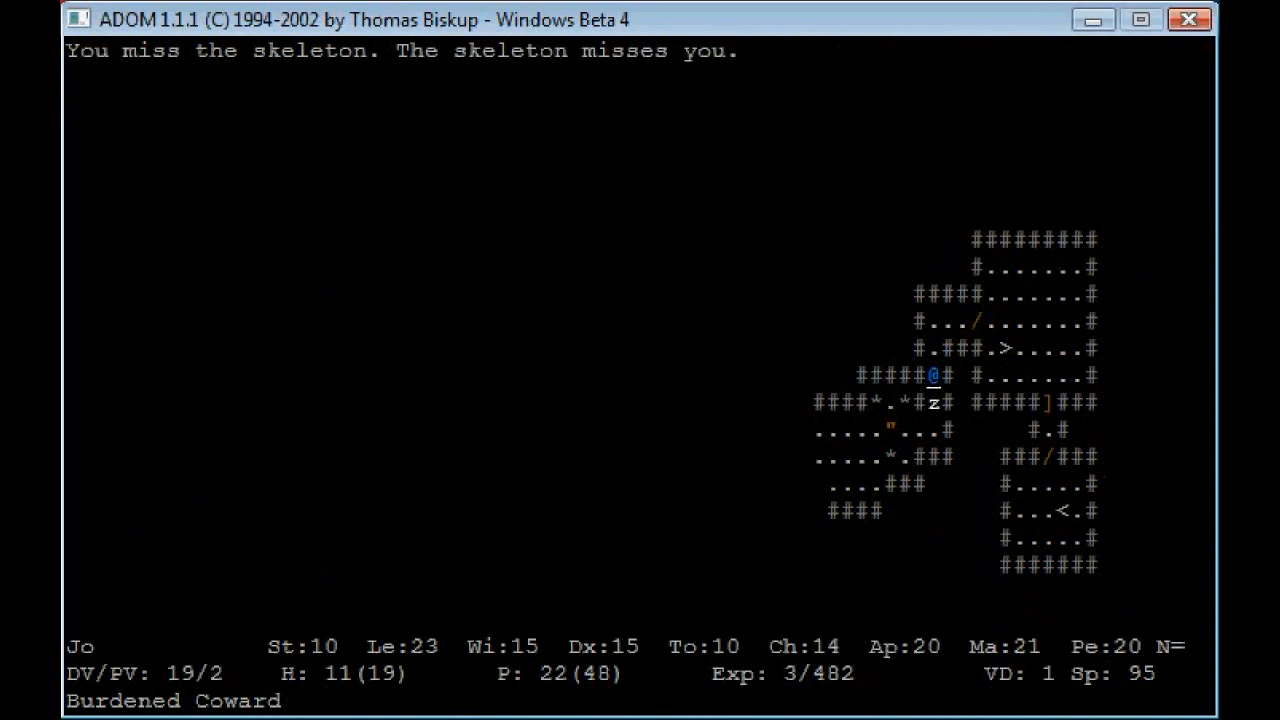 ADOM 1.1.1 (C) 1994-2002 by Thomas Biskup - Windows Beta 4
You miss the skeleton. The skeleton misses you.
#########
#.......#
#####.......#
#.../.......#
#.###.>.....#
#####@# #.......#
####*.*#z# #####]###
....."...# #.#
.....*.### ###/###
....### #.....#
#### #...<.#
#.....#
#######
Jo St:10 Le:23 Wi:15 Dx:15 To:10 Ch:14 Ap:20 Ma:21 Pe:20 N=
DV/PV: 19/2 H: 11(19) P: 22(48) Exp: 3/482 VD: 1 Sp: 95
Burdened Coward